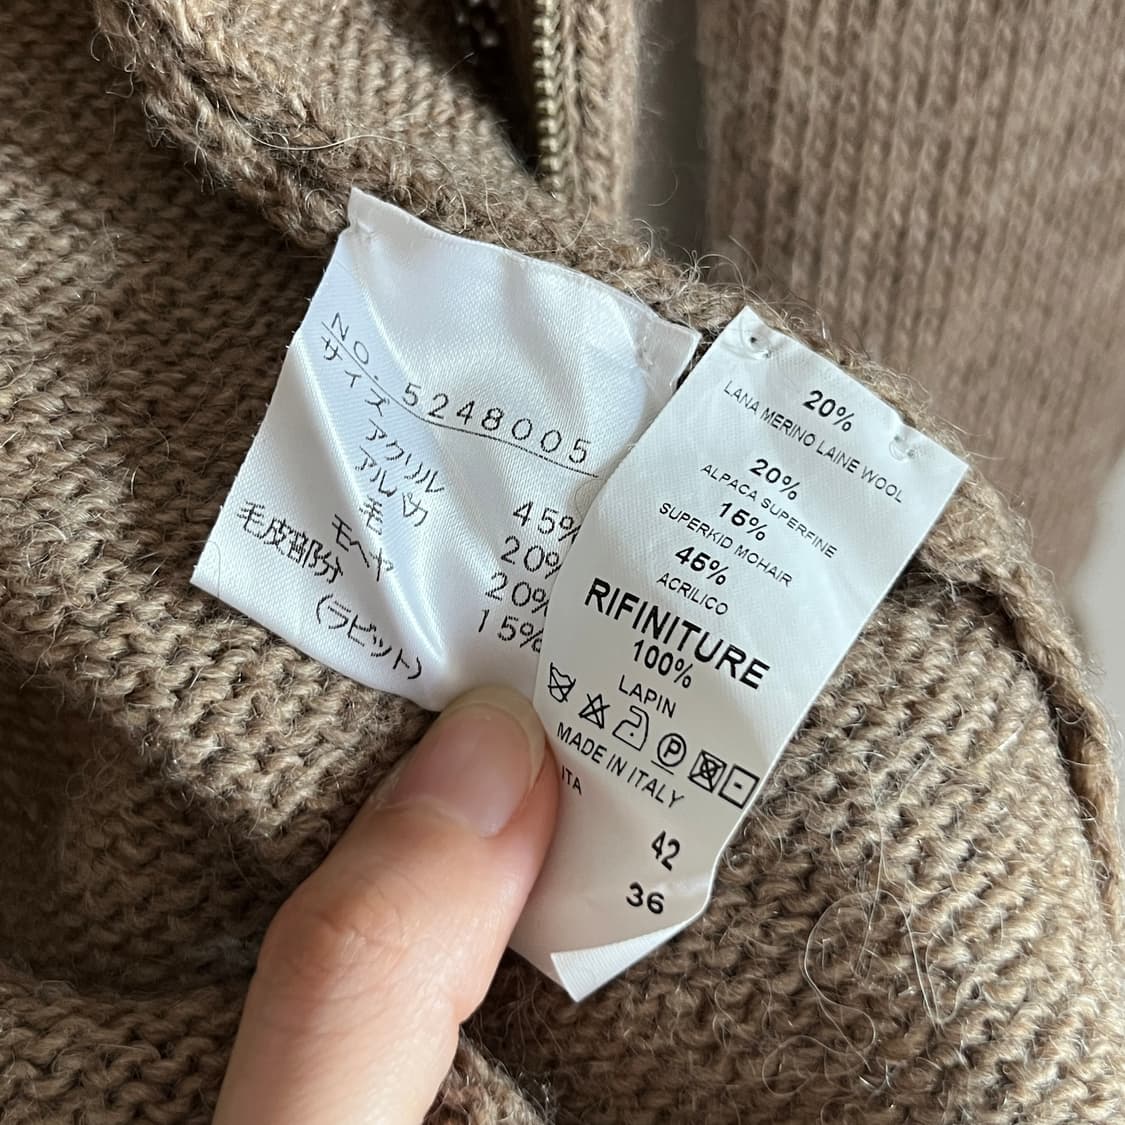 NO. 5248005
サイズ
アクリル 45%
アルパカ 20%
毛 20%
モヘヤ 15%
毛皮部分
(ラビット)
20%
LANA MERINO LAINE WOOL
20%
ALPACA SUPERFINE
15%
SUPERKID MOHAIR
45%
ACRILICO
RIFINITURE
100%
LAPIN
P
MADE IN ITALY
ITA
42
36